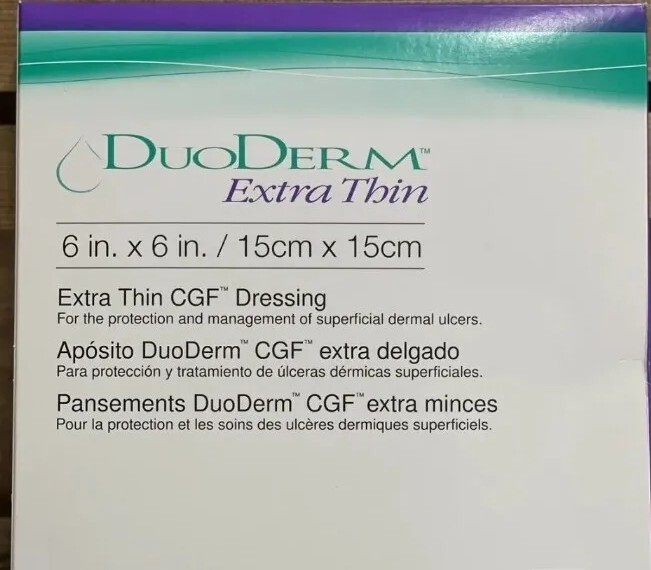 DUODERM™
Extra Thin
6 in. x 6 in. / 15cm x 15cm
Extra Thin CGF™ Dressing
For the protection and management of superficial dermal ulcers.
Apósito DuoDerm™ CGF™ extra delgado
Para protección y tratamiento de úlceras dérmicas superficiales.
Pansements DuoDerm™ CGF™ extra minces
Pour la protection et les soins des ulcères dermiques superficiels.